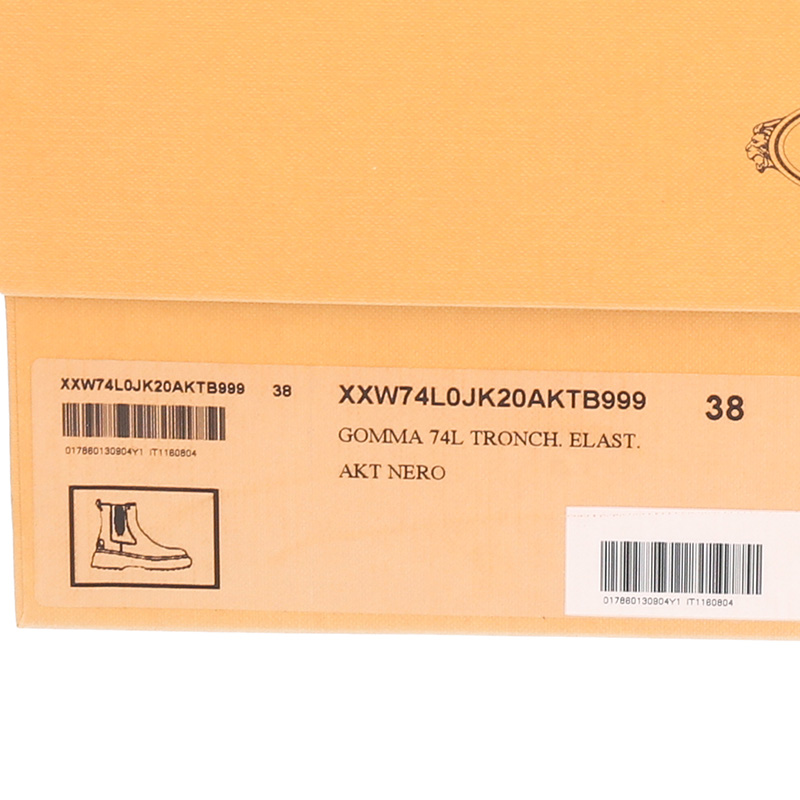 XXW74L0JK20AKTB999 38
017860130904Y1 IT1160804
XXW74L0JK20AKTB999 38
GOMMA 74L TRONCH. ELAST.
AKT NERO
017860130904Y1 IT1160804